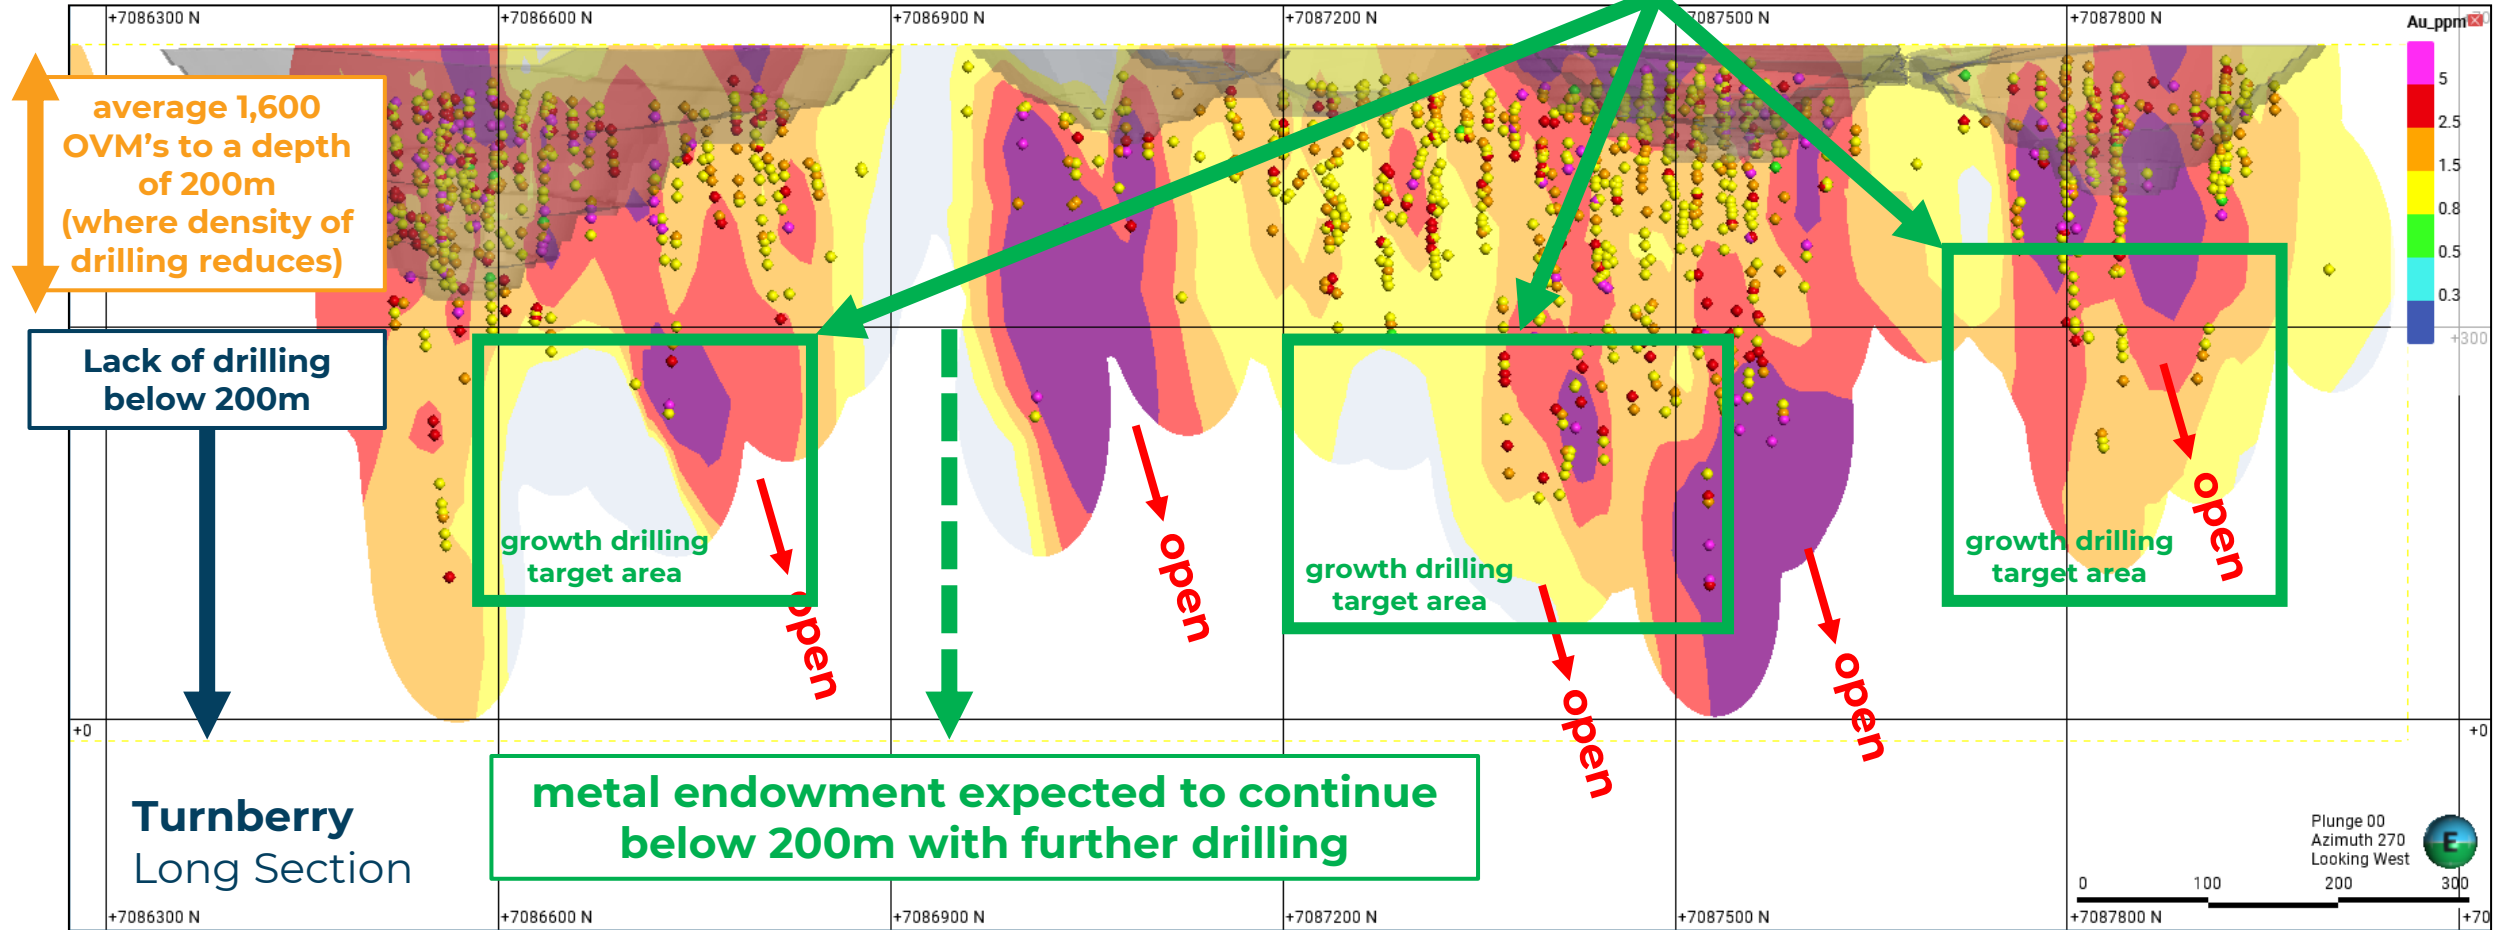 +7086300 N
+7086600 N
+7086900 N
+7087200 N
+7087500 N
+7087800 N
Au_ppm
5
2.5
1.5
0.8
0.5
0.3
average 1,600
OVM's to a depth
of 200m
(where density of
drilling reduces)
Lack of drilling
below 200m
+300
growth drilling
target area
growth drilling
target area
growth drilling
target area
open
open
open
open
open
+0
+0
metal endowment expected to continue
below 200m with further drilling
Turnberry
Long Section
Plunge 00
Azimuth 270
Looking West
E
0
100
200
300
+7086300 N
+7086600 N
+7086900 N
+7087200 N
+7087500 N
+7087800 N
+70